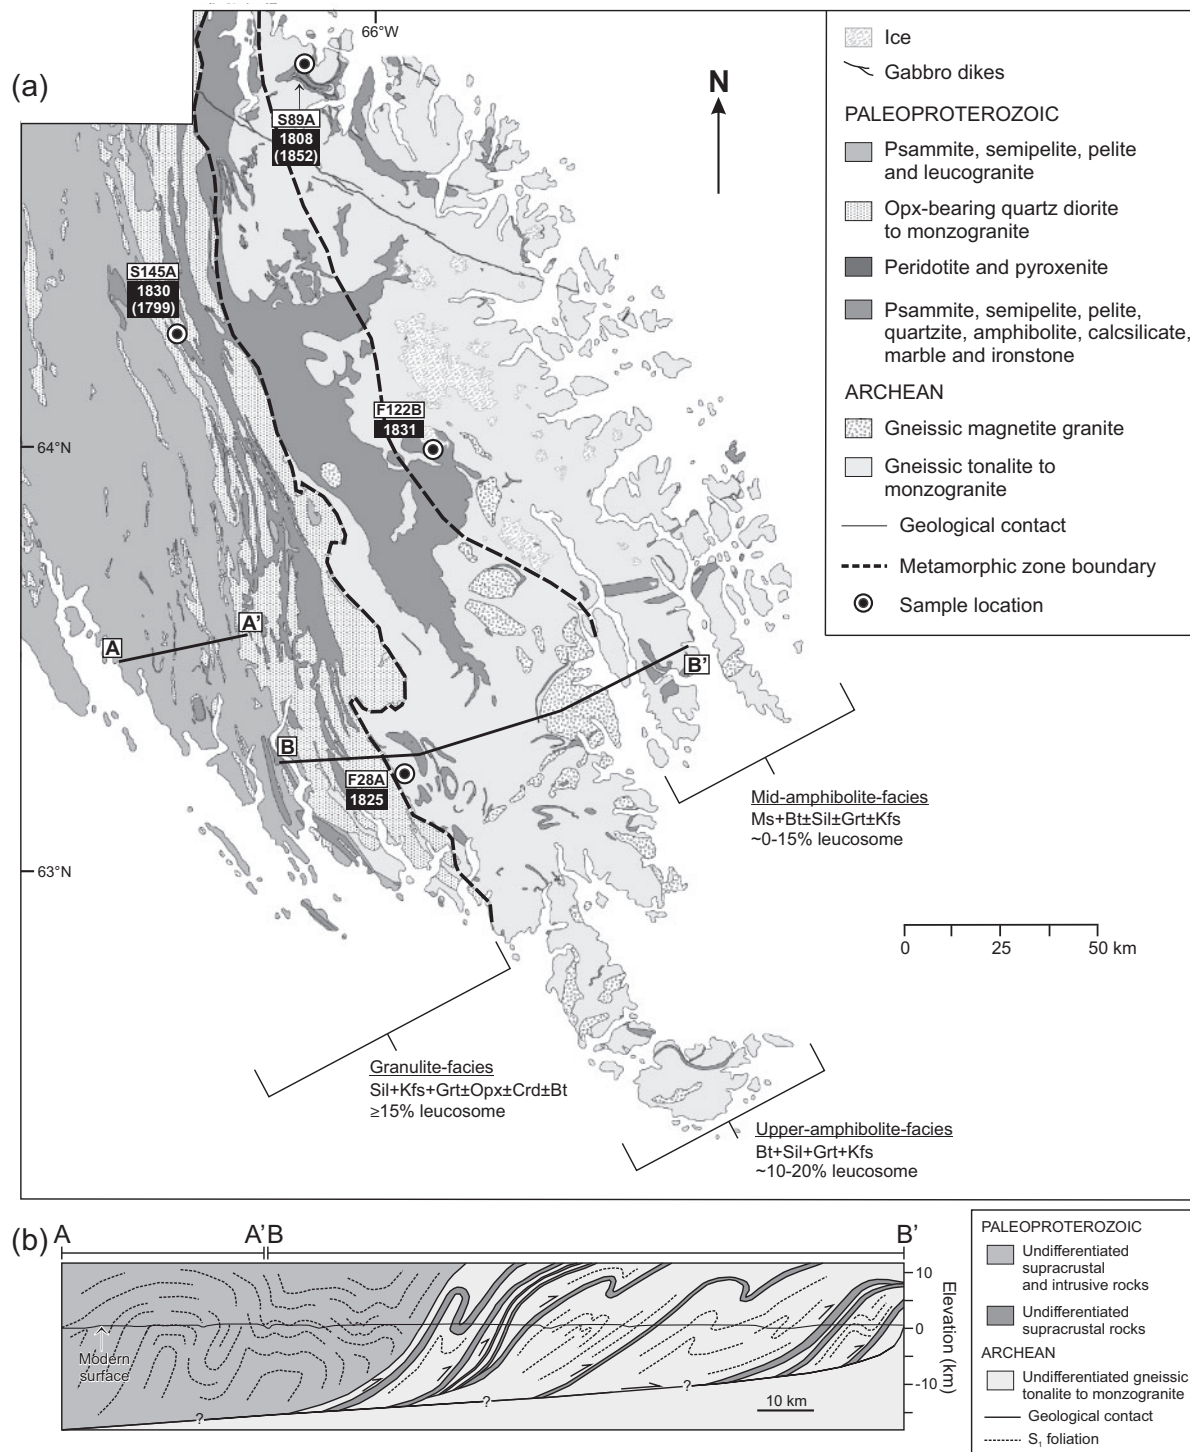 (a)
66°W
N
S89A
1808
(1852)
S145A
1830
(1799)
F122B
1831
64°N
A
A'
B
B'
F28A
1825
63°N
Mid-amphibolite-facies
Ms+Bt±Sil±Grt±Kfs
~0-15% leucosome
0 25 50 km
Granulite-facies
Sil+Kfs+Grt±Opx±Crd±Bt
≥15% leucosome
Upper-amphibolite-facies
Bt+Sil+Grt+Kfs
~10-20% leucosome
Ice
Gabbro dikes
PALEOPROTEROZOIC
Psammite, semipelite, pelite
and leucogranite
Opx-bearing quartz diorite
to monzogranite
Peridotite and pyroxenite
Psammite, semipelite, pelite,
quartzite, amphibolite, calcsilicate,
marble and ironstone
ARCHEAN
Gneissic magnetite granite
Gneissic tonalite to
monzogranite
Geological contact
Metamorphic zone boundary
Sample location
(b)
A A' B B'
10
0
-10
Elevation (km)
Modern
surface
?
?
?
10 km
PALEOPROTEROZOIC
Undifferentiated
supracrustal
and intrusive rocks
Undifferentiated
supracrustal rocks
ARCHEAN
Undifferentiated gneissic
tonalite to monzogranite
Geological contact
S₁ foliation